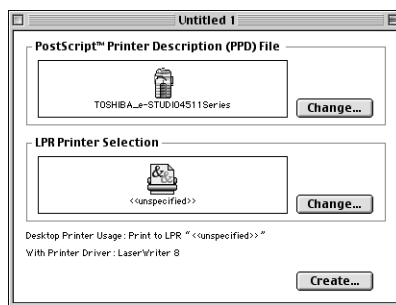 Untitled 1
PostScript™ Printer Description (PPD) File
TOSHIBA_e-STUDIO4511Series
Change...
LPR Printer Selection
<<unspecified>>
Change...
Desktop Printer Usage: Print to LPR "<<unspecified>>"
With Printer Driver: LaserWriter 8
Create...